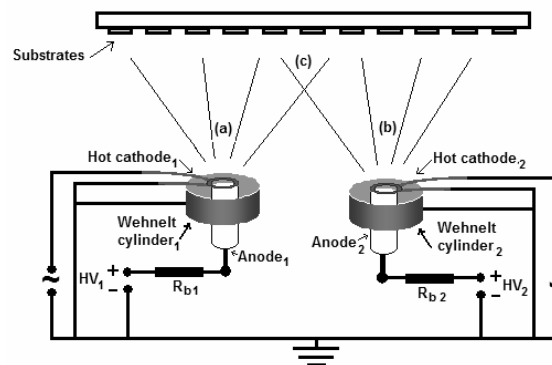 Substrates
(c)
(a)
(b)
Hot cathode1
Hot cathode2
Wehnelt
cylinder1
Anode1
Anode2
Wehnelt
cylinder2
~
HV1
+
−
Rb1
Rb2
+
−
HV2